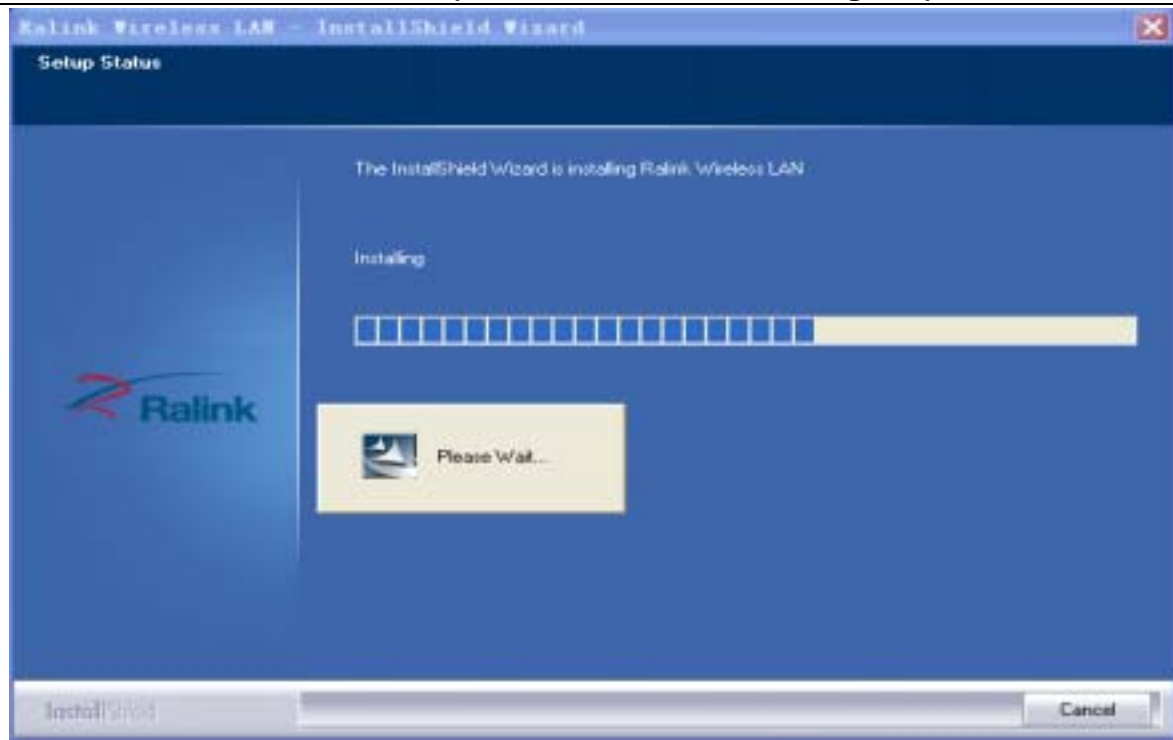 Ralink Wireless LAN - InstallShield Wizard
Setup Status
The InstallShield Wizard is installing Ralink Wireless LAN
Installing
Ralink
Please Wait...
InstallShield
Cancel